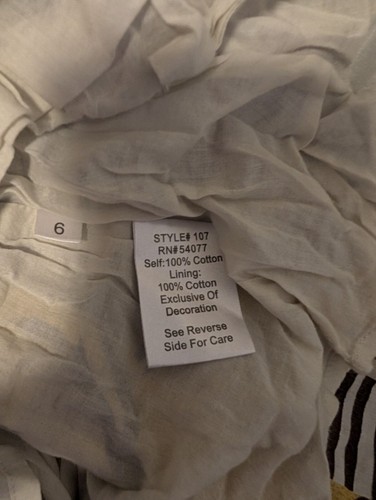 6
STYLE# 107
RN#54077
Self:100% Cotton
Lining:
100% Cotton
Exclusive Of
Decoration
See Reverse
Side For Care